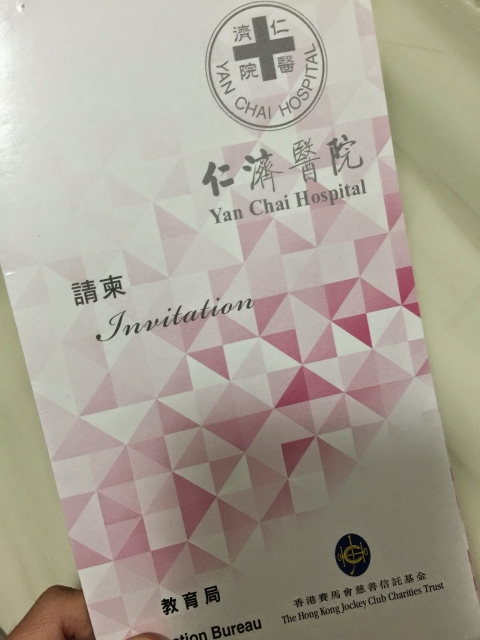 濟 仁
院 醫
YAN CHAI HOSPITAL
仁濟醫院
Yan Chai Hospital
請柬
Invitation
教育局
tion Bureau
香港賽馬會慈善信託基金
The Hong Kong Jockey Club Charities Trust